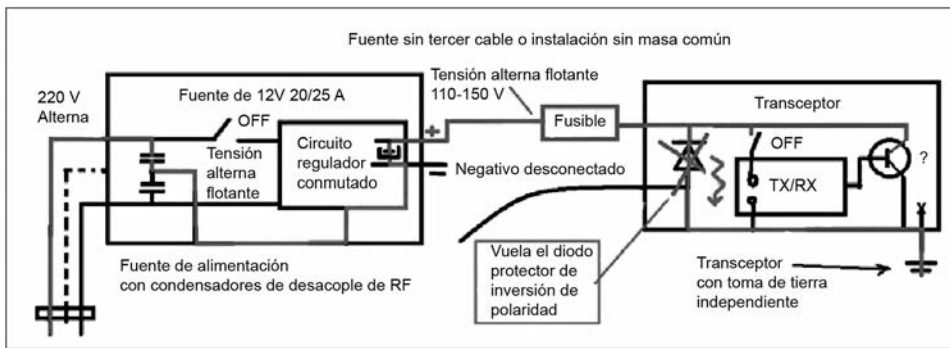 Fuente sin tercer cable o instalación sin masa común
220 V
Alterna
Fuente de 12V 20/25 A
OFF
Tensión
alterna
flotante
Circuito
regulador
conmutado
+
Tensión alterna flotante
110-150 V
Fusible
Negativo desconectado
Transceptor
OFF
TX/RX
?
x
Fuente de alimentación
con condensadores de desacople de RF
Vuela el diodo
protector de
inversión de
polaridad
Transceptor
con toma de tierra
independiente